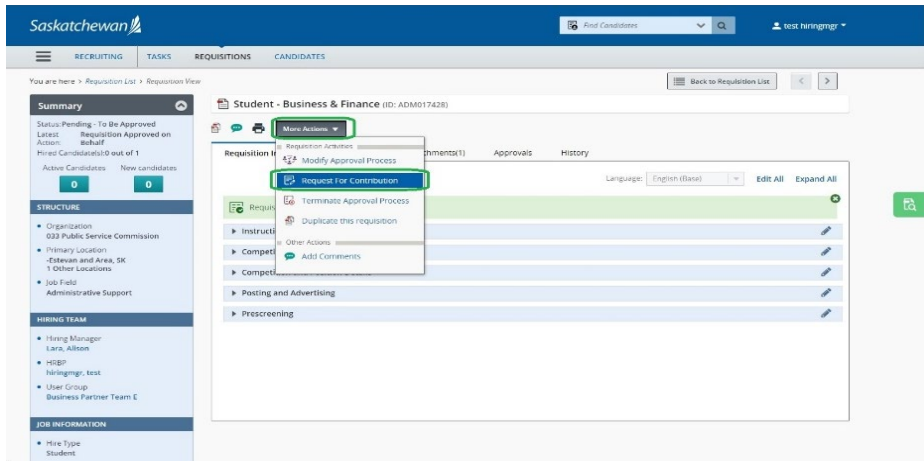 Saskatchewan
Find Candidates
test hiringmgr
RECRUITING TASKS REQUISITIONS CANDIDATES
You are here > Requisition List > Requisition View
Back to Requisition List
Summary
Student - Business & Finance (ID: ADM017428)
Status:Pending - To Be Approved
Latest Action: Requisition Approved on Behalf
Hired Candidate(s):0 out of 1
Active Candidates New candidates
0 0
More Actions
Requisition Activities
Modify Approval Process
Request For Contribution
Terminate Approval Process
Duplicate this requisition
Other Actions
Add Comments
Requisition In
chments(1) Approvals History
Language: English (Base) Edit All Expand All
Requis
Instructi
Competi
Competi
Posting and Advertising
Prescreening
STRUCTURE
Organization
033 Public Service Commission
Primary Location
-Estevan and Area, SK
1 Other Locations
Job Field
Administrative Support
HIRING TEAM
Hiring Manager
Lara, Alison
HRBP
hiringmgr, test
User Group
Business Partner Team E
JOB INFORMATION
Hire Type
Student